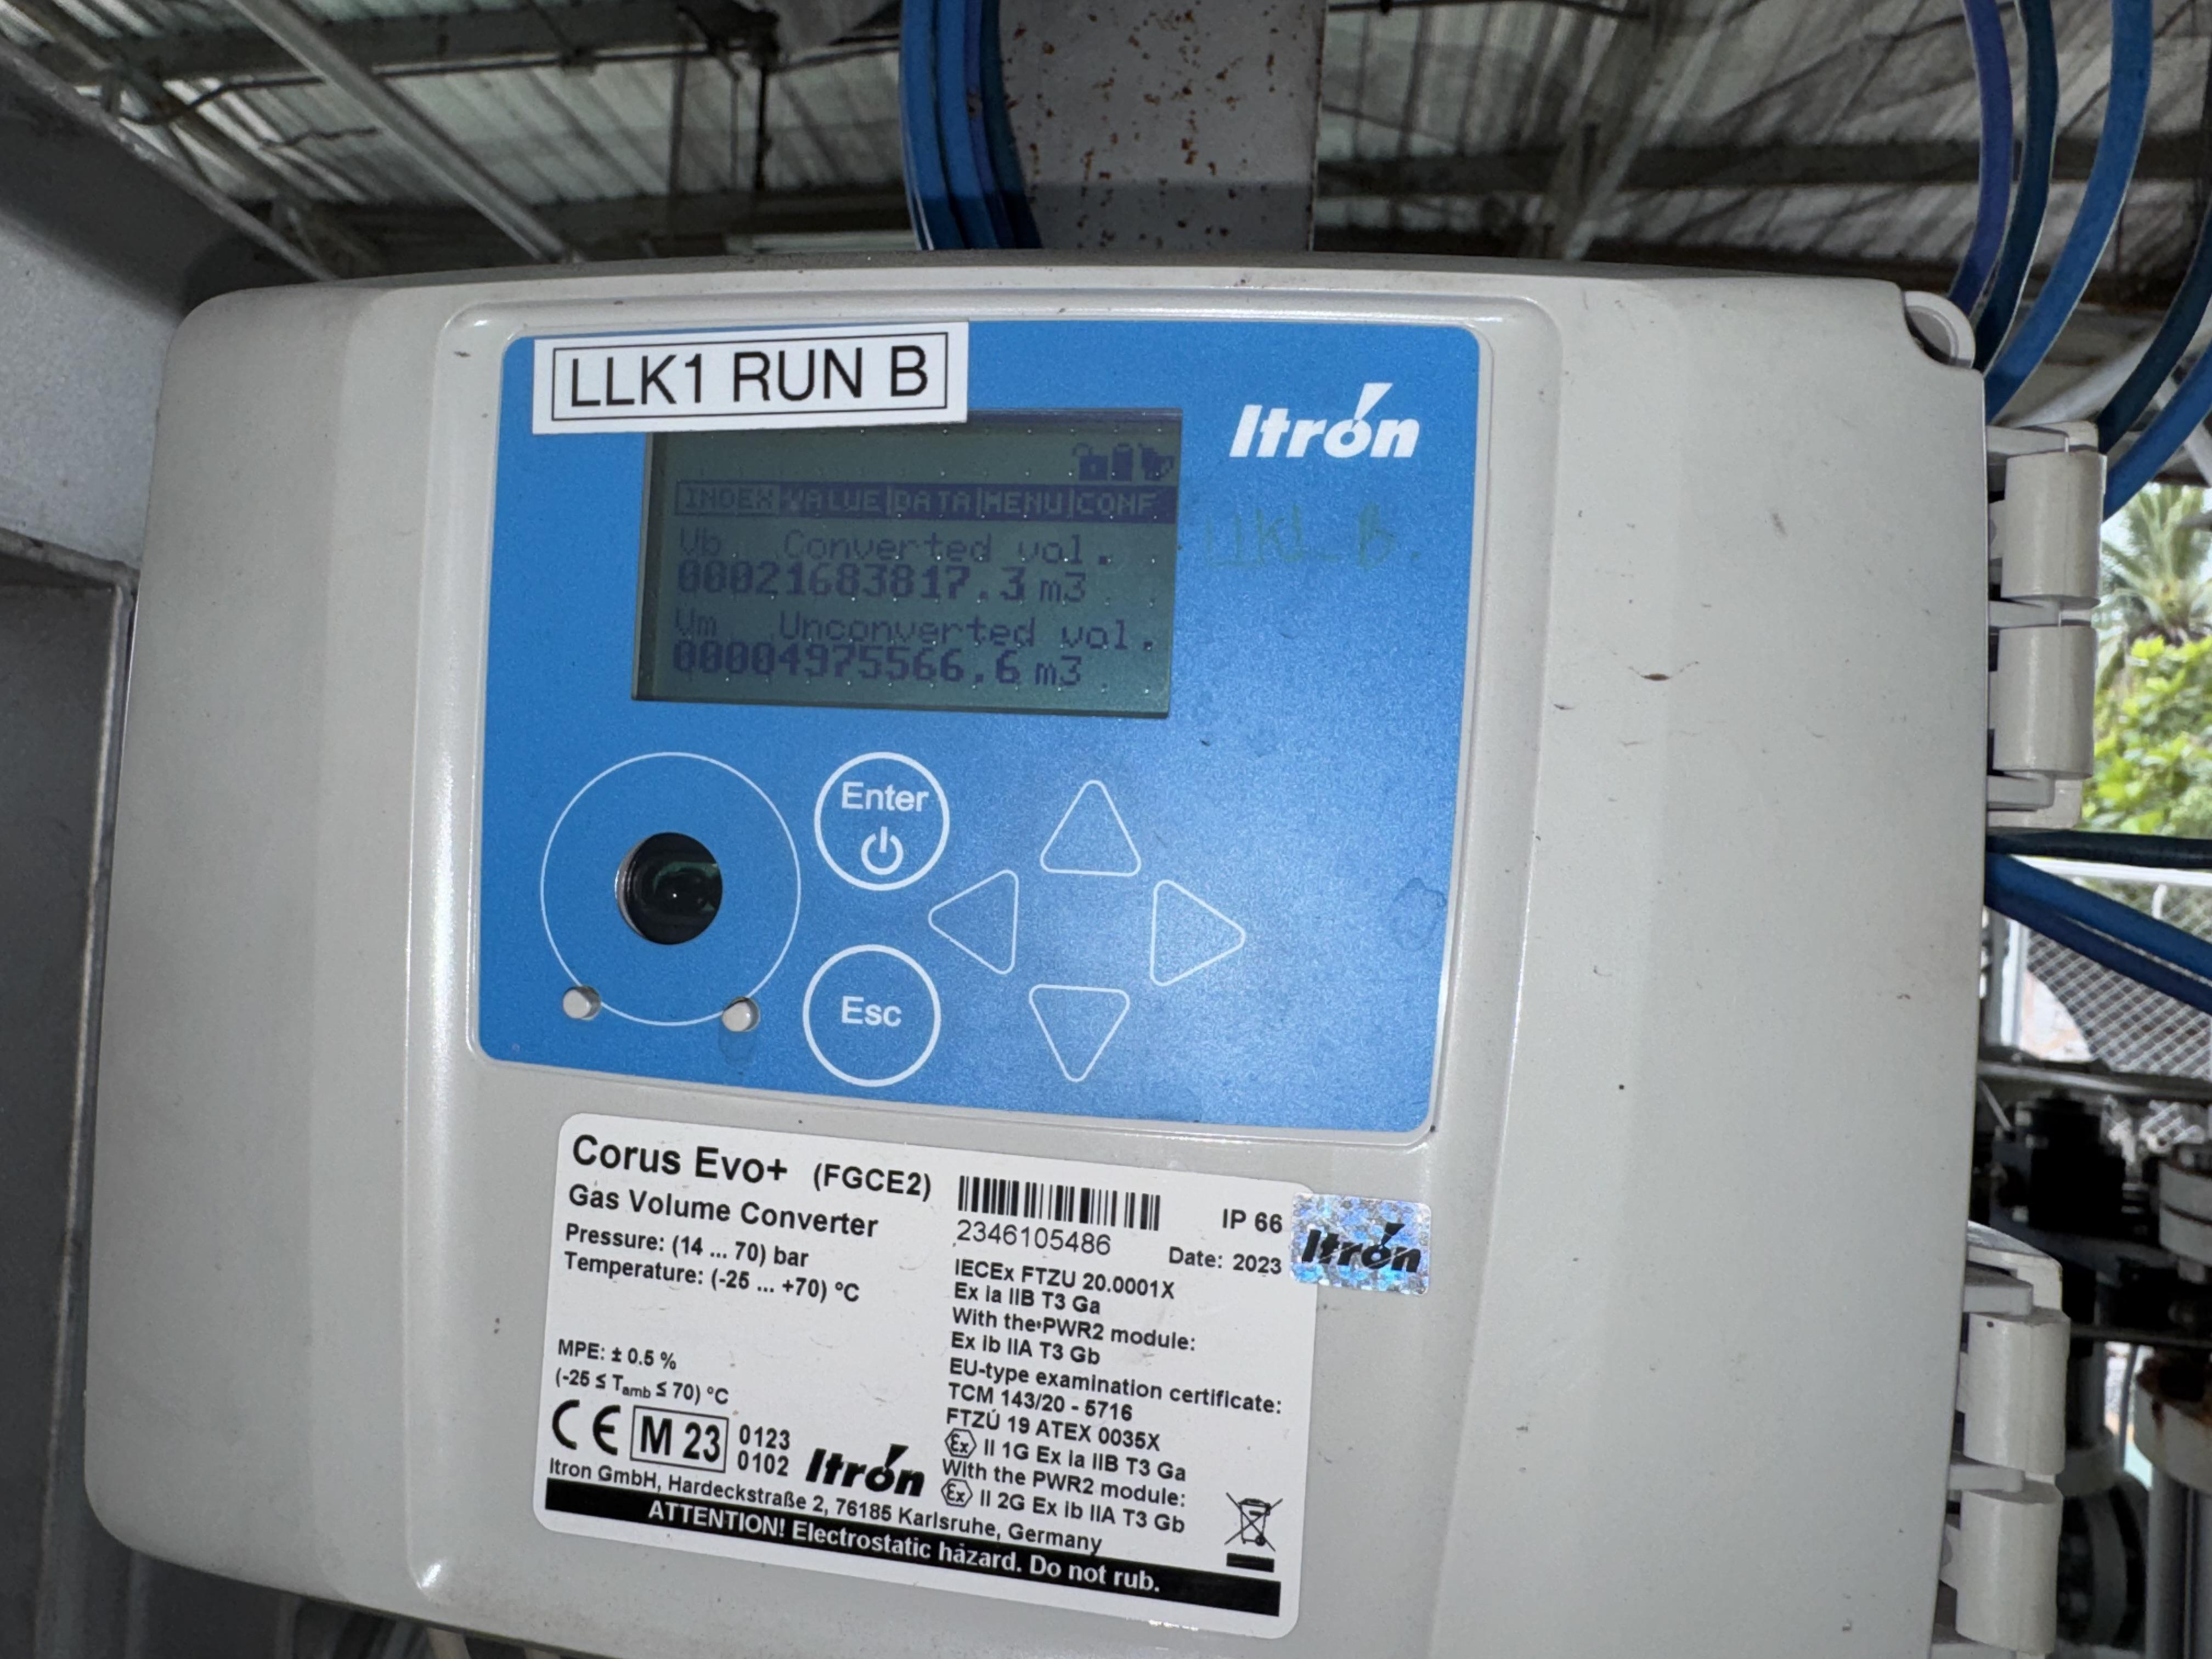 LLK1 RUN B
Itrón
INDEX VALUE|DATA|MENU|CONF
Vb Converted vol.
00021683817.3 m3
Vm Unconverted vol.
00004975566.6 m3
LLK1_B.
Enter
Esc
Corus Evo+ (FGCE2)
Gas Volume Converter
Pressure: (14 ... 70) bar
Temperature: (-25 ... +70) °C
MPE: ± 0.5 %
(-25 ≤ Tamb ≤ 70) °C
CE M 23 0123
0102
Itrón
2346105486
IP 66
Date: 2023
Itrón
IECEx FTZU 20.0001X
Ex ia IIB T3 Ga
With the PWR2 module:
Ex ib IIA T3 Gb
EU-type examination certificate:
TCM 143/20 - 5716
FTZÚ 19 ATEX 0035X
Ex II 1G Ex ia IIB T3 Ga
With the PWR2 module:
Ex II 2G Ex ib IIA T3 Gb
Itron GmbH, Hardeckstraße 2, 76185 Karlsruhe, Germany
ATTENTION! Electrostatic hazard. Do not rub.